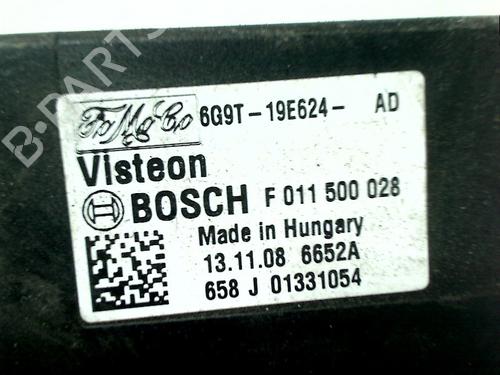 B-PARTS
FoMoCo 6G9T-19E624- AD
Visteon
BOSCH F 011 500 028
Made in Hungary
13.11.08 6652A
658 J 01331054